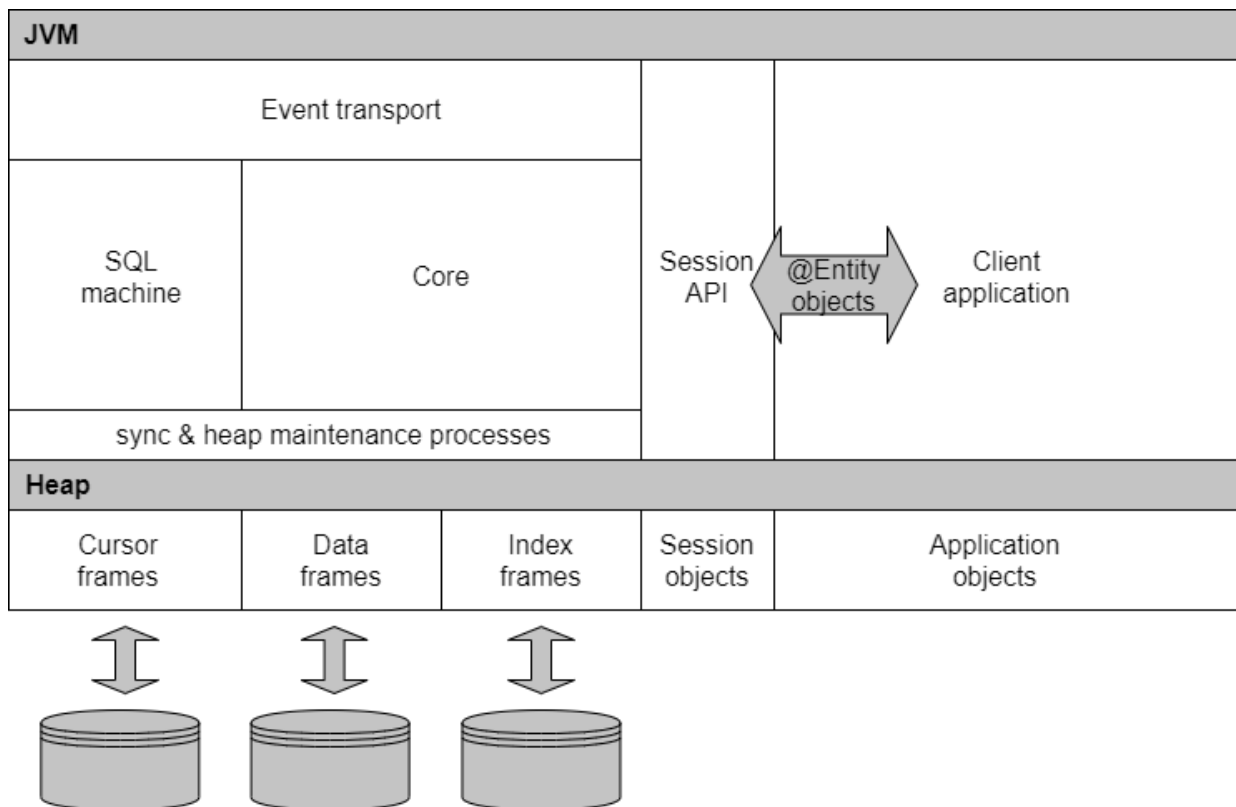 JVM
Event transport
SQL
machine
Core
Session
API
@Entity
objects
Client
application
sync & heap maintenance processes
Heap
Cursor
frames
Data
frames
Index
frames
Session
objects
Application
objects